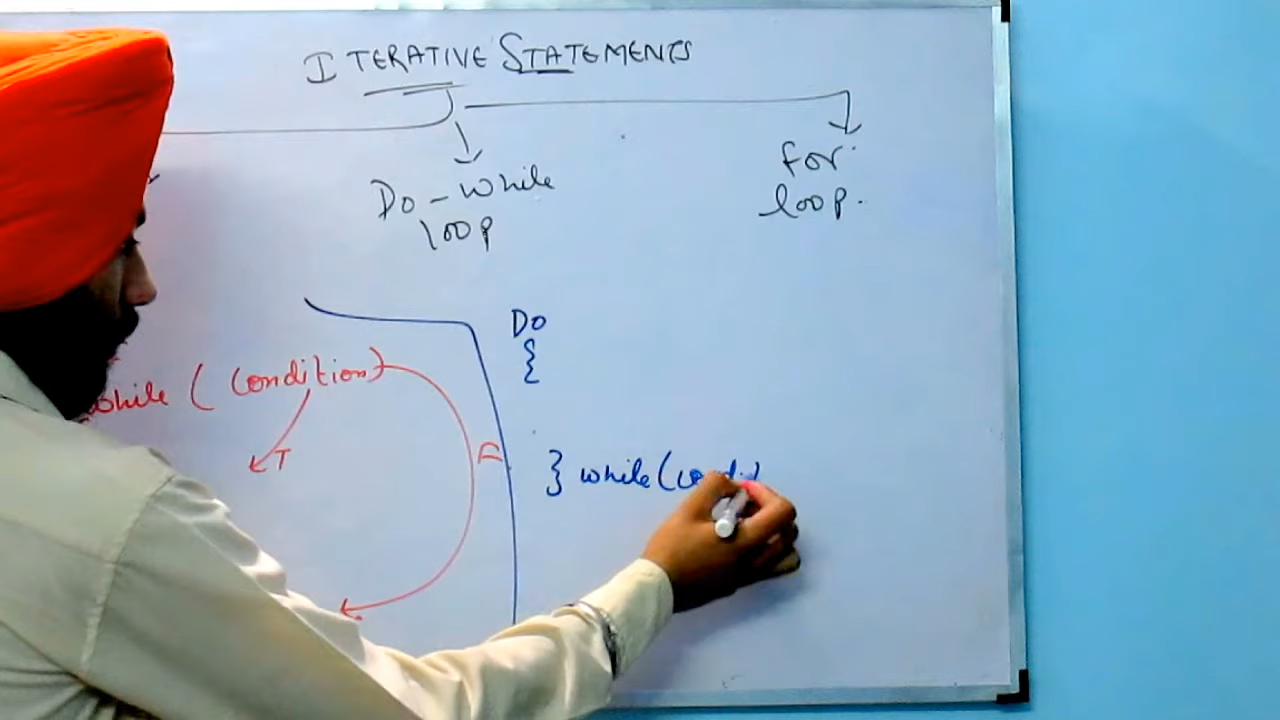 ITERATIVE STATEMENTS
Do-while
loop
for
loop.
while (condition)
T
Do
{
} while (condi